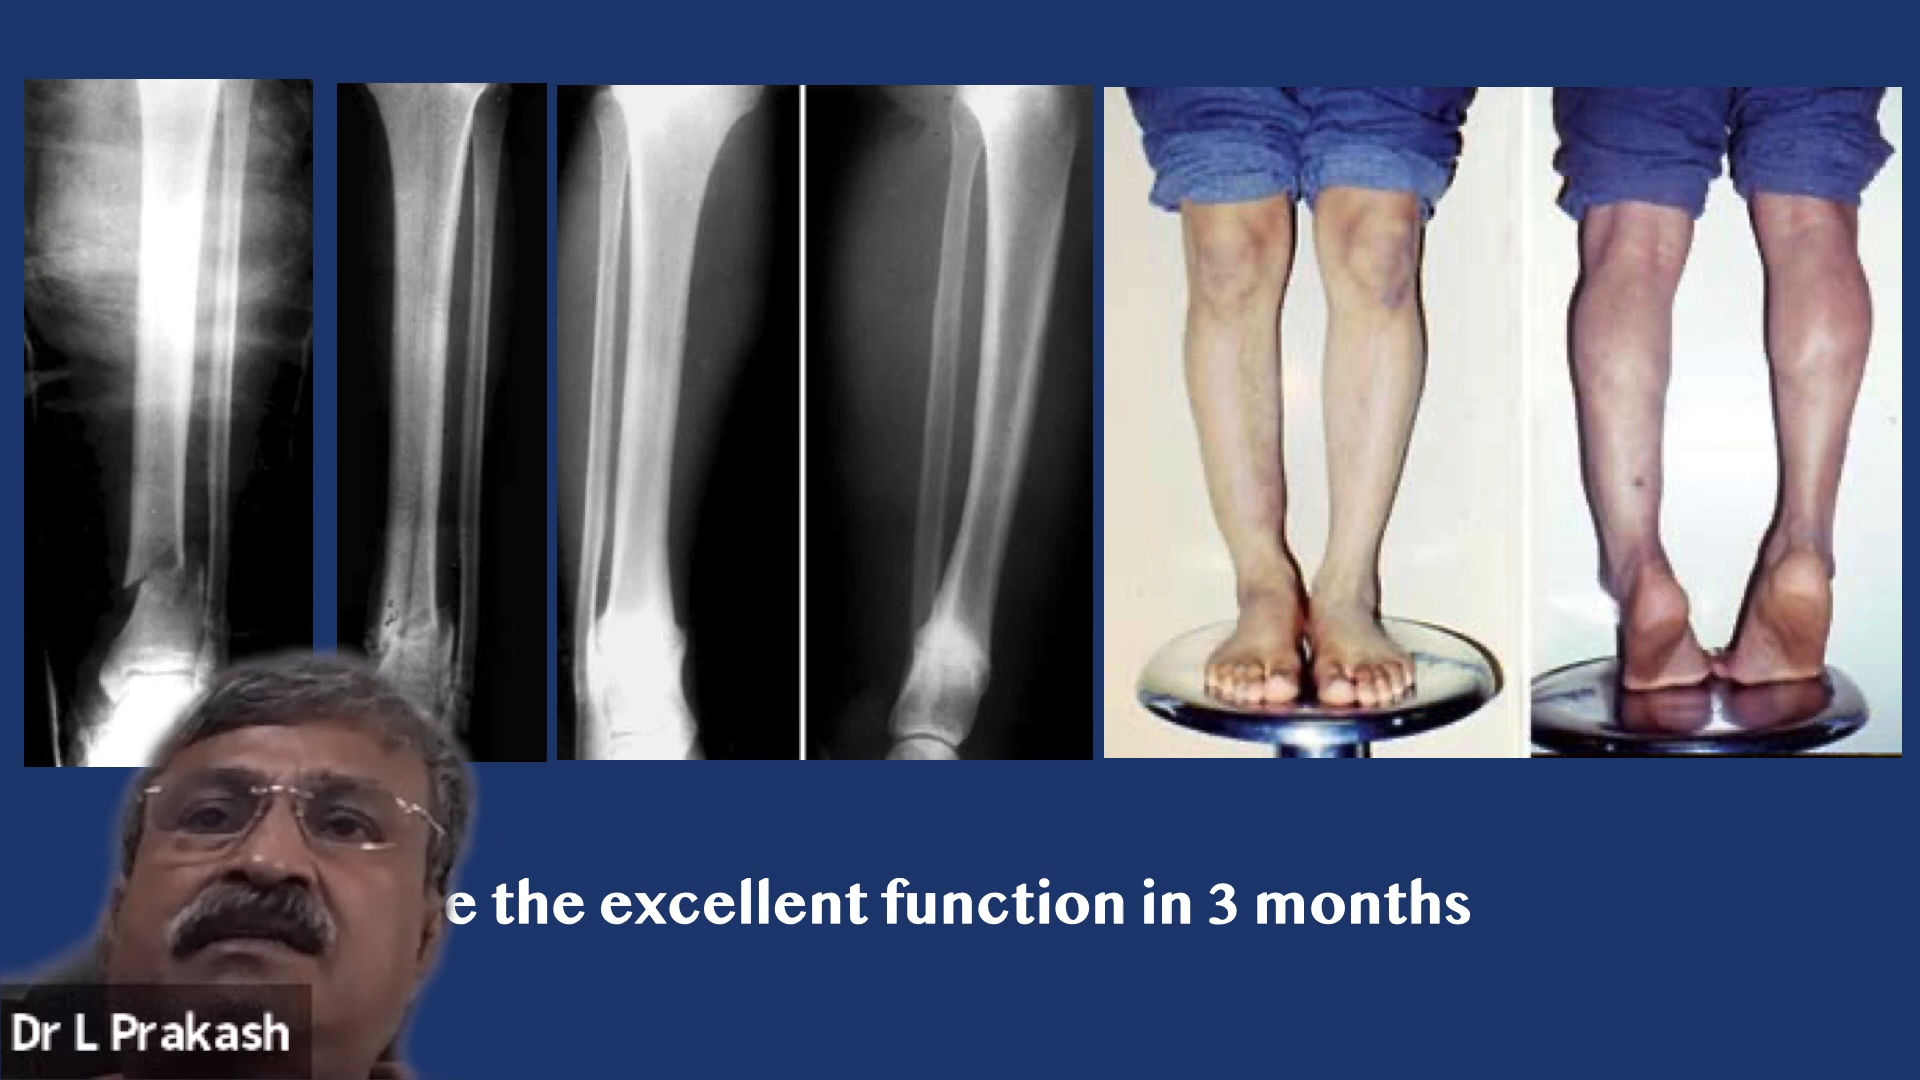 the excellent function in 3 months
Dr L Prakash